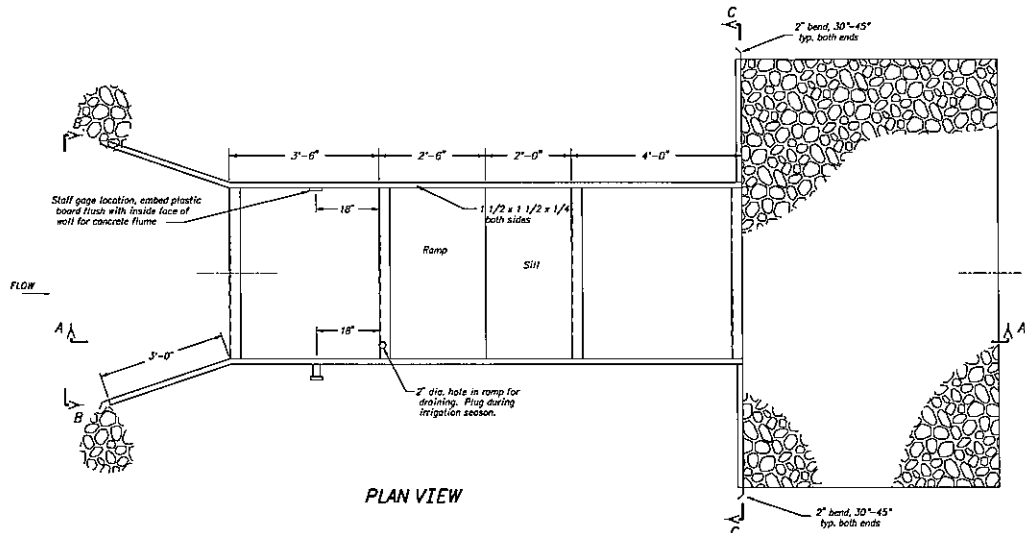 C
2" bend, 30°-45°
typ. both ends
B
3'-6"
2'-6"
2'-0"
4'-0"
Staff gage location, embed plastic
board flush with inside face of
wall for concrete flume
18"
1 1/2 x 1 1/2 x 1/4
both sides
Ramp
Sill
FLOW
A
A
18"
3'-0"
B
2" dia. hole in ramp for
draining. Plug during
irrigation season.
PLAN VIEW
2" bend, 30°-45°
typ. both ends
C